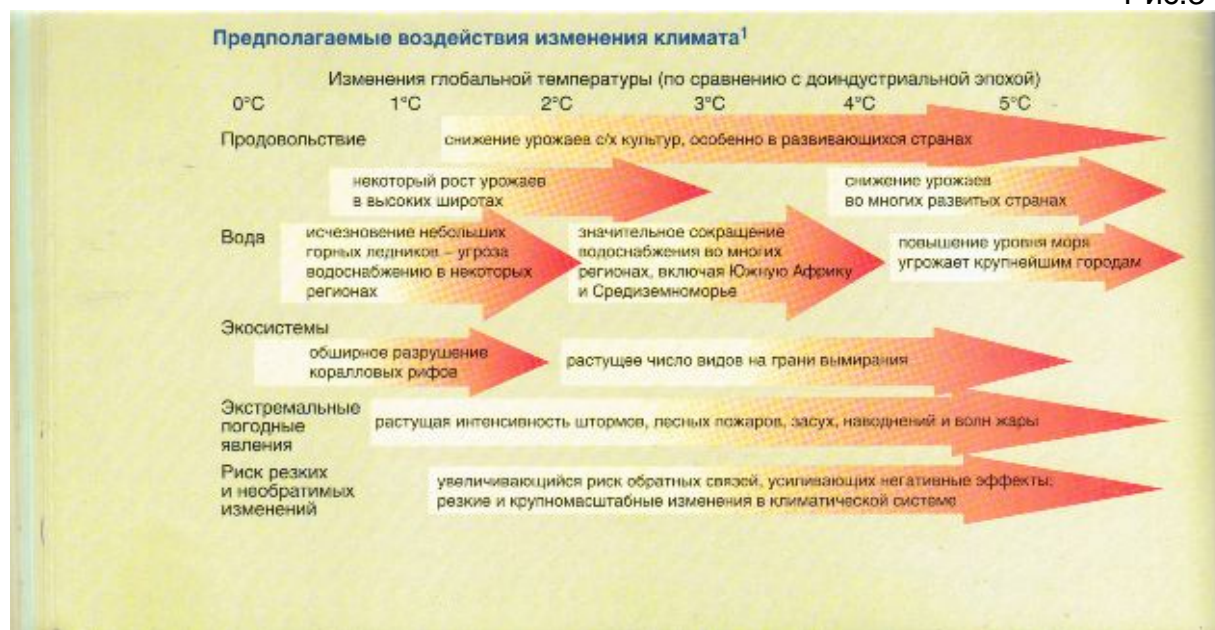 Предполагаемые воздействия изменения климата¹
Изменения глобальной температуры (по сравнению с доиндустриальной эпохой)
0°C 1°C 2°C 3°C 4°C 5°C
Продовольствие
снижение урожаев с/х культур, особенно в развивающихся странах
некоторый рост урожаев
в высоких широтах
снижение урожаев
во многих развитых странах
Вода
исчезновение небольших
горных ледников – угроза
водоснабжению в некоторых
регионах
значительное сокращение
водоснабжения во многих
регионах, включая Южную Африку
и Средиземноморье
повышение уровня моря
угрожает крупнейшим городам
Экосистемы
обширное разрушение
коралловых рифов
растущее число видов на грани вымирания
Экстремальные
погодные
явления
растущая интенсивность штормов, лесных пожаров, засух, наводнений и волн жары
Риск резких
и необратимых
изменений
увеличивающийся риск обратных связей, усиливающих негативные эффекты;
резкие и крупномасштабные изменения в климатической системе